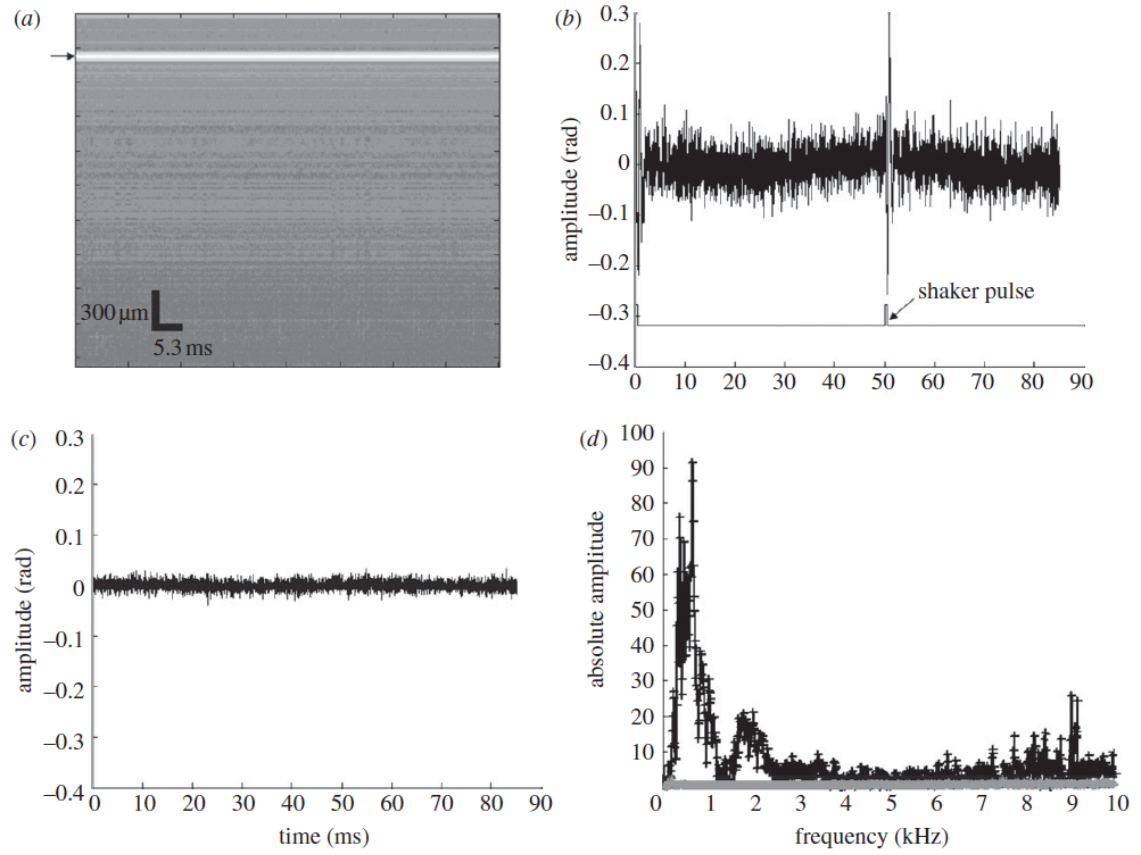 (a)
300 µm
5.3 ms
(b)
0.3
0.2
0.1
0
–0.1
–0.2
–0.3
–0.4
amplitude (rad)
shaker pulse
0 10 20 30 40 50 60 70 80 90
(c)
0.3
0.2
0.1
0
–0.1
–0.2
–0.3
–0.4
amplitude (rad)
0 10 20 30 40 50 60 70 80 90
time (ms)
(d)
100
90
80
70
60
50
40
30
20
10
absolute amplitude
0 1 2 3 4 5 6 7 8 9 10
frequency (kHz)